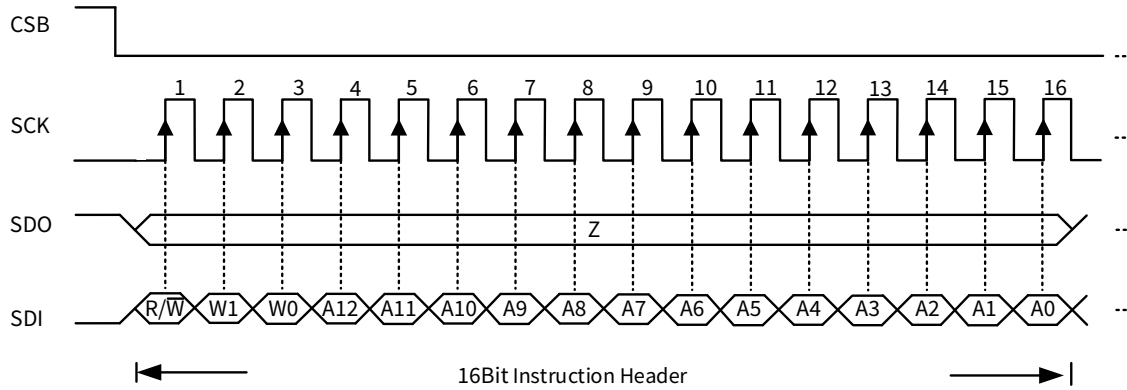 CSB
1 2 3 4 5 6 7 8 9 10 11 12 13 14 15 16
SCK
SDO
Z
SDI
R/W̅ W1 W0 A12 A11 A10 A9 A8 A7 A6 A5 A4 A3 A2 A1 A0
16Bit Instruction Header